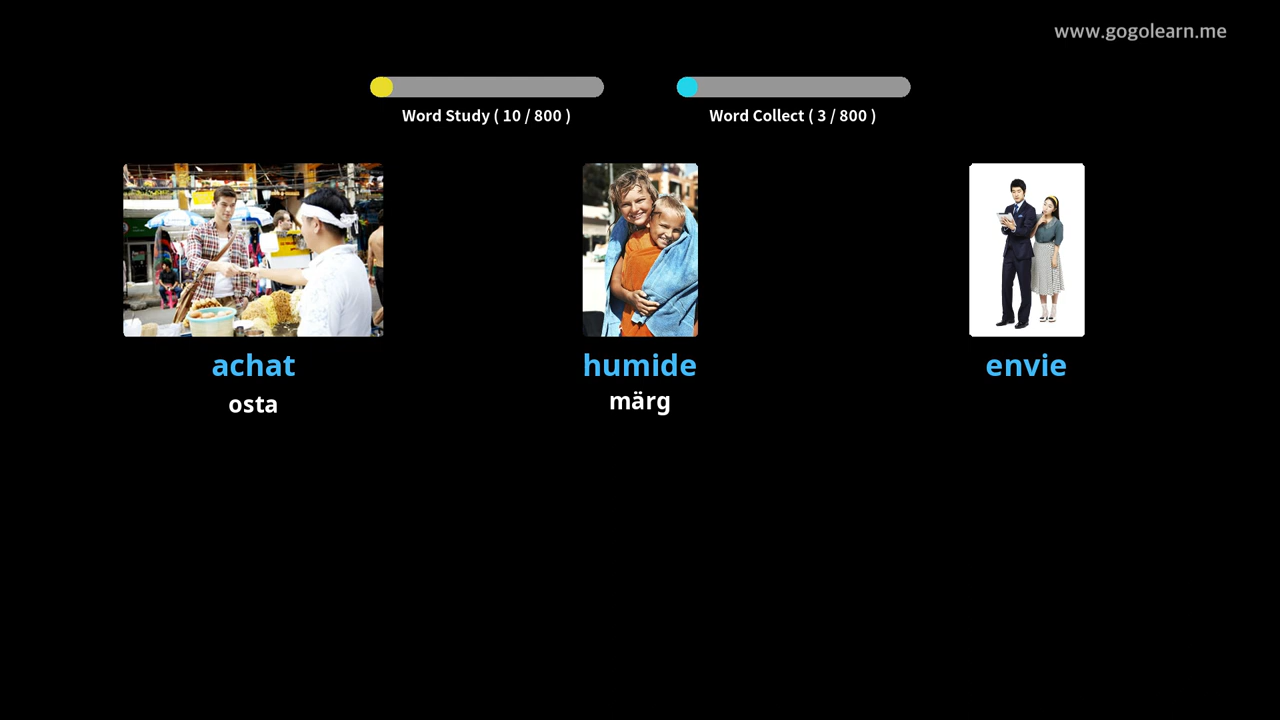 www.gogolearn.me
Word Study ( 10 / 800 )
Word Collect ( 3 / 800 )
achat
osta
humide
märg
envie